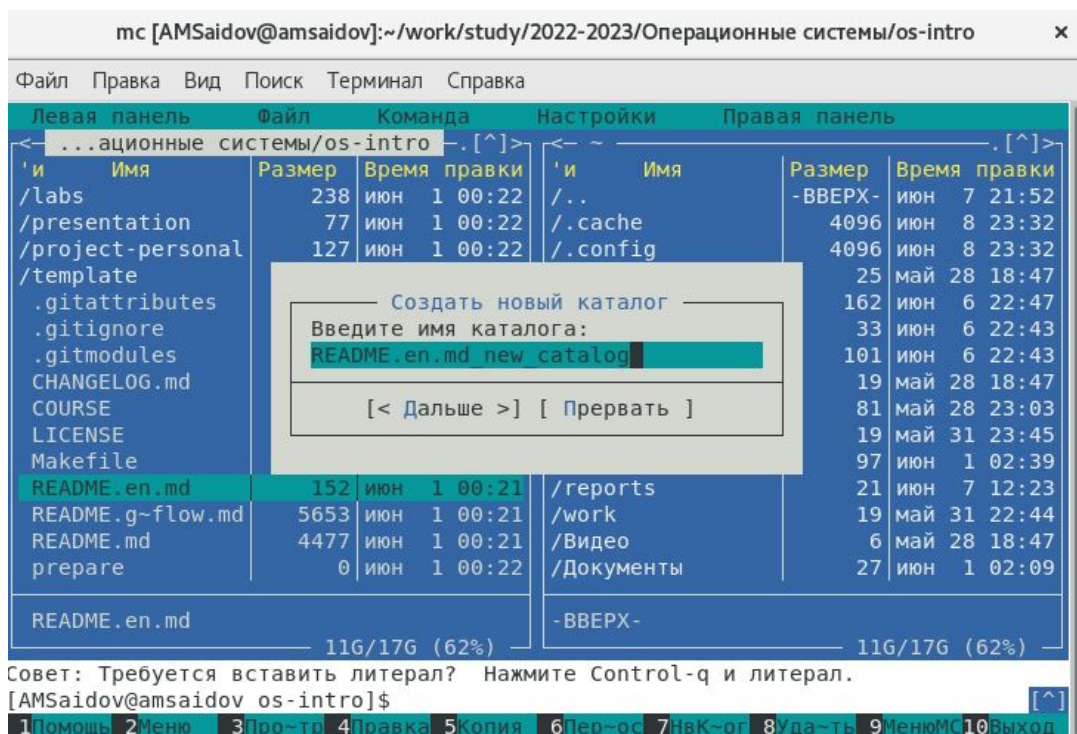 mc [AMSaidov@amsaidov]:~/work/study/2022-2023/Операционные системы/os-intro ×
Файл Правка Вид Поиск Терминал Справка
Левая панель Файл Команда Настройки Правая панель
<- ...ационные системы/os-intro -.[^]> <- ~ .[^]>
'и Имя Размер Время правки 'и Имя Размер Время правки
/labs 238 июн 1 00:22 /.. -ВВЕРХ- июн 7 21:52
/presentation 77 июн 1 00:22 /.cache 4096 июн 8 23:32
/project-personal 127 июн 1 00:22 /.config 4096 июн 8 23:32
/template 25 май 28 18:47
.gitattributes Создать новый каталог 162 июн 6 22:47
.gitignore Введите имя каталога: 33 июн 6 22:43
.gitmodules README.en.md_new_catalog 101 июн 6 22:43
CHANGELOG.md 19 май 28 18:47
COURSE [< Дальше >] [ Прервать ] 81 май 28 23:03
LICENSE 19 май 31 23:45
Makefile 97 июн 1 02:39
README.en.md 152 июн 1 00:21 /reports 21 июн 7 12:23
README.g~flow.md 5653 июн 1 00:21 /work 19 май 31 22:44
README.md 4477 июн 1 00:21 /Видео 6 май 28 18:47
prepare 0 июн 1 00:22 /Документы 27 июн 1 02:09
README.en.md -ВВЕРХ-
11G/17G (62%) 11G/17G (62%)
Совет: Требуется вставить литерал? Нажмите Control-q и литерал.
[AMSaidov@amsaidov os-intro]$ [^]
1Помощь 2Меню 3Про~тр 4Правка 5Копия 6Пер~ос 7НвК~ог 8Уда~ть 9МенюMC 10Выход